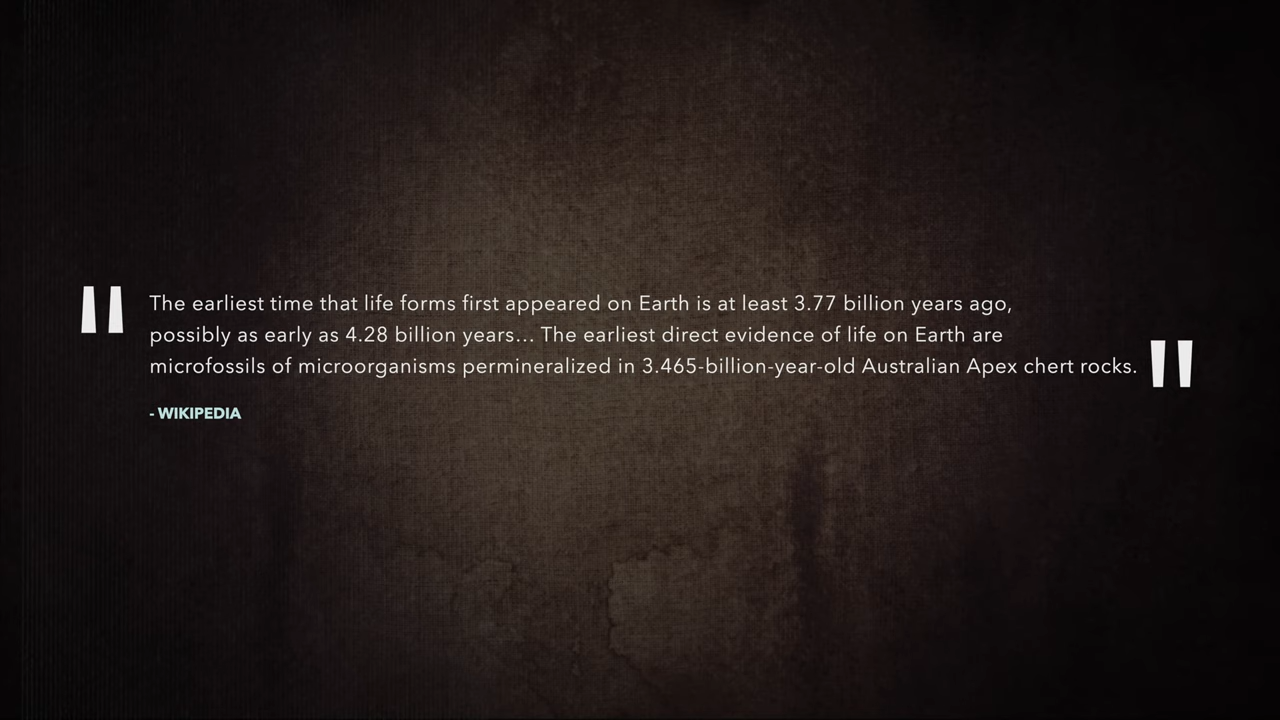 "The earliest time that life forms first appeared on Earth is at least 3.77 billion years ago,
possibly as early as 4.28 billion years... The earliest direct evidence of life on Earth are
microfossils of microorganisms permineralized in 3.465-billion-year-old Australian Apex chert rocks."
- WIKIPEDIA